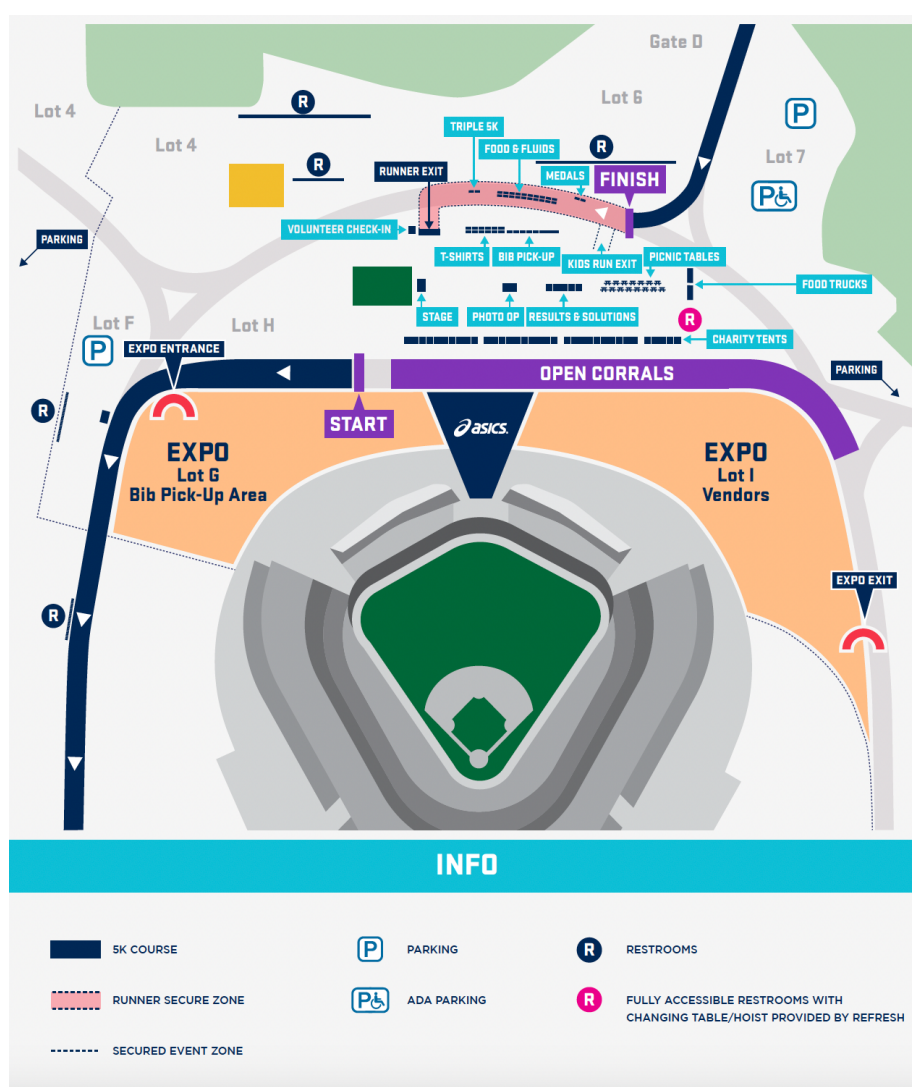 Gate D
Lot 6
Lot 4
Lot 4
R
R
R
P
Lot 7
P
TRIPLE 5K
FOOD & FLUIDS
MEDALS
FINISH
RUNNER EXIT
VOLUNTEER CHECK-IN
T-SHIRTS
BIB PICK-UP
KIDS RUN EXIT
PICNIC TABLES
PARKING
FOOD TRUCKS
STAGE
PHOTO OP
RESULTS & SOLUTIONS
R
CHARITY TENTS
Lot F
Lot H
P
EXPO ENTRANCE
OPEN CORRALS
PARKING
R
START
asics.
EXPO
Lot G
Bib Pick-Up Area
EXPO
Lot I
Vendors
EXPO EXIT
R
INFO
5K COURSE
P
PARKING
R
RESTROOMS
RUNNER SECURE ZONE
P
ADA PARKING
R
FULLY ACCESSIBLE RESTROOMS WITH
CHANGING TABLE/HOIST PROVIDED BY REFRESH
SECURED EVENT ZONE